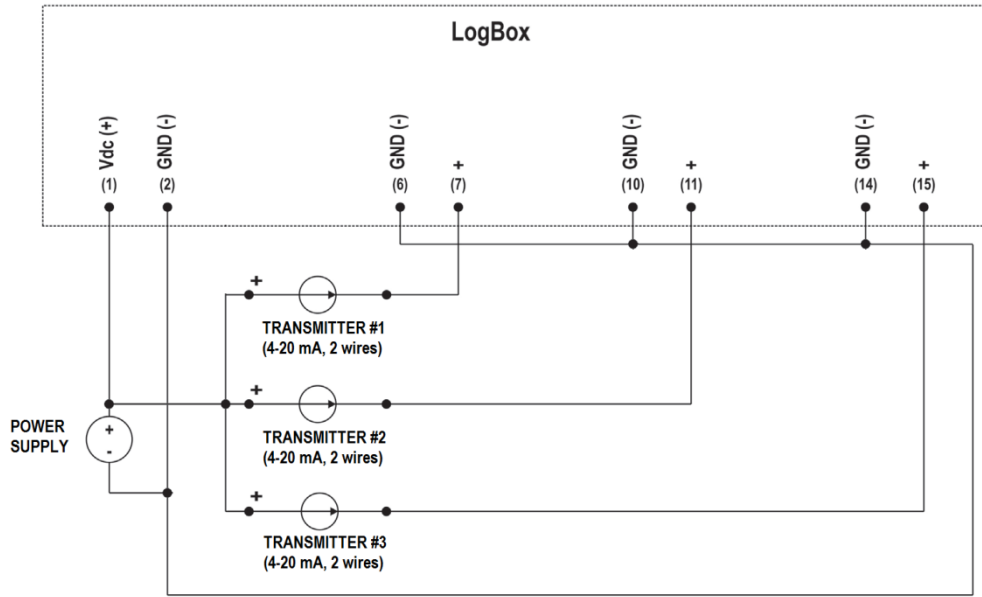 LogBox
Vdc (+)
(1)
GND (-)
(2)
GND (-)
(6)
+
(7)
GND (-)
(10)
+
(11)
GND (-)
(14)
+
(15)
+
TRANSMITTER #1
(4-20 mA, 2 wires)
+
TRANSMITTER #2
(4-20 mA, 2 wires)
POWER
SUPPLY
+
-
+
TRANSMITTER #3
(4-20 mA, 2 wires)